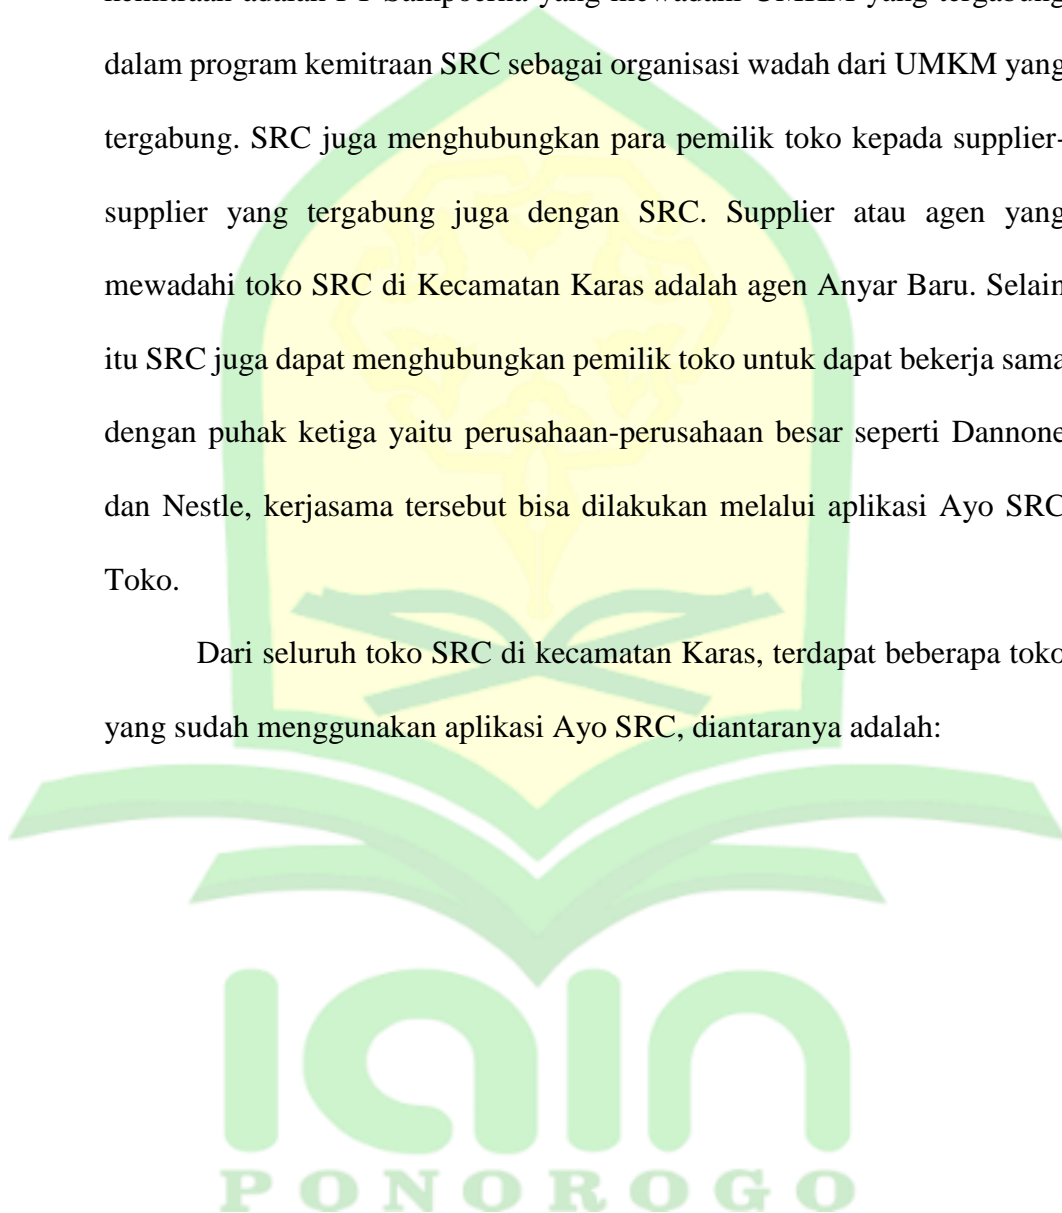 kemitraan adalah PT Sampoerna yang mewadahi UMKM yang tergabung
dalam program kemitraan SRC sebagai organisasi wadah dari UMKM yang
tergabung. SRC juga menghubungkan para pemilik toko kepada supplier-
supplier yang tergabung juga dengan SRC. Supplier atau agen yang
mewadahi toko SRC di Kecamatan Karas adalah agen Anyar Baru. Selain
itu SRC juga dapat menghubungkan pemilik toko untuk dapat bekerja sama
dengan puhak ketiga yaitu perusahaan-perusahaan besar seperti Dannone
dan Nestle, kerjasama tersebut bisa dilakukan melalui aplikasi Ayo SRC
Toko.
Dari seluruh toko SRC di kecamatan Karas, terdapat beberapa toko
yang sudah menggunakan aplikasi Ayo SRC, diantaranya adalah:
iain
PONOROGO